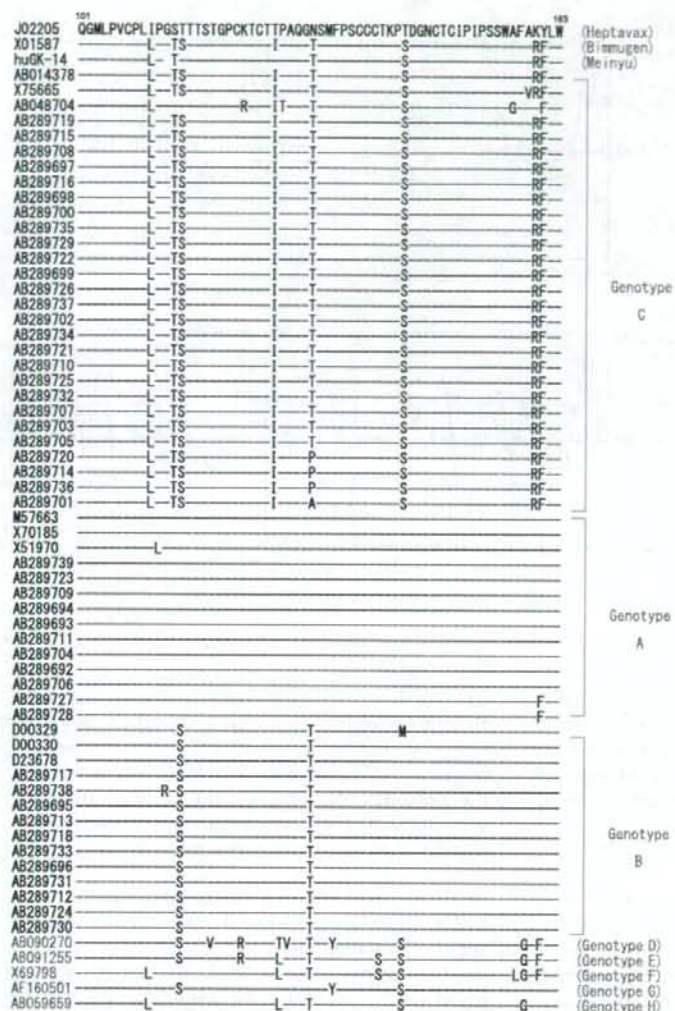 101 163
J02205 QGMLPVCPLIPGSTTTSTGPCKTCTTPAQGNSMFPSCCCTKPTDGNCTCIPIPSSWAFAKYLW (Heptavax)
X01587 ---------L--TS-----------I----T-----------S----------------RF-- (Bimmugen)
huGK-14 ---------L--T------------I----T-----------S----------------RF-- (Meinyu)
AB014378 ---------L--TS-----------I----T-----------S----------------RF--
X75665 ---------L--TS-----------I----T-----------S---------------VRF--
AB048704 ---------L-----------R---IT---T-----------S-------------G---F--
AB289719 ---------L--TS-----------I----T-----------S----------------RF--
AB289715 ---------L--TS-----------I----T-----------S----------------RF--
AB289708 ---------L--TS-----------I----T-----------S----------------RF--
AB289697 ---------L--TS-----------I----T-----------S----------------RF--
AB289716 ---------L--TS-----------I----T-----------S----------------RF--
AB289698 ---------L--TS-----------I----T-----------S----------------RF--
AB289700 ---------L--TS-----------I----T-----------S----------------RF--
AB289735 ---------L--TS-----------I----T-----------S----------------RF--
AB289729 ---------L--TS-----------I----T-----------S----------------RF--
AB289722 ---------L--TS-----------I----T-----------S----------------RF--
AB289699 ---------L--TS-----------I----T-----------S----------------RF--
AB289726 ---------L--TS-----------I----T-----------S----------------RF--
AB289737 ---------L--TS-----------I----T-----------S----------------RF--
AB289702 ---------L--TS-----------I----T-----------S----------------RF--
AB289734 ---------L--TS-----------I----T-----------S----------------RF--
AB289721 ---------L--TS-----------I----T-----------S----------------RF--
AB289710 ---------L--TS-----------I----T-----------S----------------RF--
AB289725 ---------L--TS-----------I----T-----------S----------------RF--
AB289732 ---------L--TS-----------I----T-----------S----------------RF--
AB289707 ---------L--TS-----------I----T-----------S----------------RF--
AB289703 ---------L--TS-----------I----T-----------S----------------RF--
AB289705 ---------L--TS-----------I----T-----------S----------------RF--
AB289720 ---------L--TS-----------I----P-----------S----------------RF--
AB289714 ---------L--TS-----------I----P-----------S----------------RF--
AB289736 ---------L--TS-----------I----P-----------S----------------RF--
AB289701 ---------L--TS-----------I----A-----------S----------------RF--
Genotype
C
M57663 ---------------------------------------------------------------
X70185 ---------------------------------------------------------------
X51970 ----------L----------------------------------------------------
AB289739 ---------------------------------------------------------------
AB289723 ---------------------------------------------------------------
AB289709 ---------------------------------------------------------------
AB289694 ---------------------------------------------------------------
AB289693 ---------------------------------------------------------------
AB289711 ---------------------------------------------------------------
AB289704 ---------------------------------------------------------------
AB289692 ---------------------------------------------------------------
AB289706 ---------------------------------------------------------------
AB289727 ------------------------------------------------------------F--
AB289728 ------------------------------------------------------------F--
Genotype
A
D00329 -------------S----------------T-----------M--------------------
D00330 -------------S----------------T--------------------------------
D23678 -------------S----------------T--------------------------------
AB289717 -------------S----------------T--------------------------------
AB289738 -----------R-S----------------T--------------------------------
AB289695 -------------S----------------T--------------------------------
AB289713 -------------S----------------T--------------------------------
AB289718 -------------S----------------T--------------------------------
AB289733 -------------S----------------T--------------------------------
AB289696 -------------S----------------T--------------------------------
AB289731 -------------S----------------T--------------------------------
AB289712 -------------S----------------T--------------------------------
AB289724 -------------S----------------T--------------------------------
AB289730 -------------S----------------T--------------------------------
Genotype
B
AB090270 -------------S---V---R----TV--T-Y---------S---------------G-F-- (Genotype D)
AB091255 -------------S-------R----L---T--------S--S---------------G-F-- (Genotype E)
X69798 ---------L----------------L---T--------S--S--------------LG-F-- (Genotype F)
AF160501 -------------S------------------Y---------S-------------------- (Genotype G)
AB059659 ---------L----------------L---T-----------S---------------G---- (Genotype H)